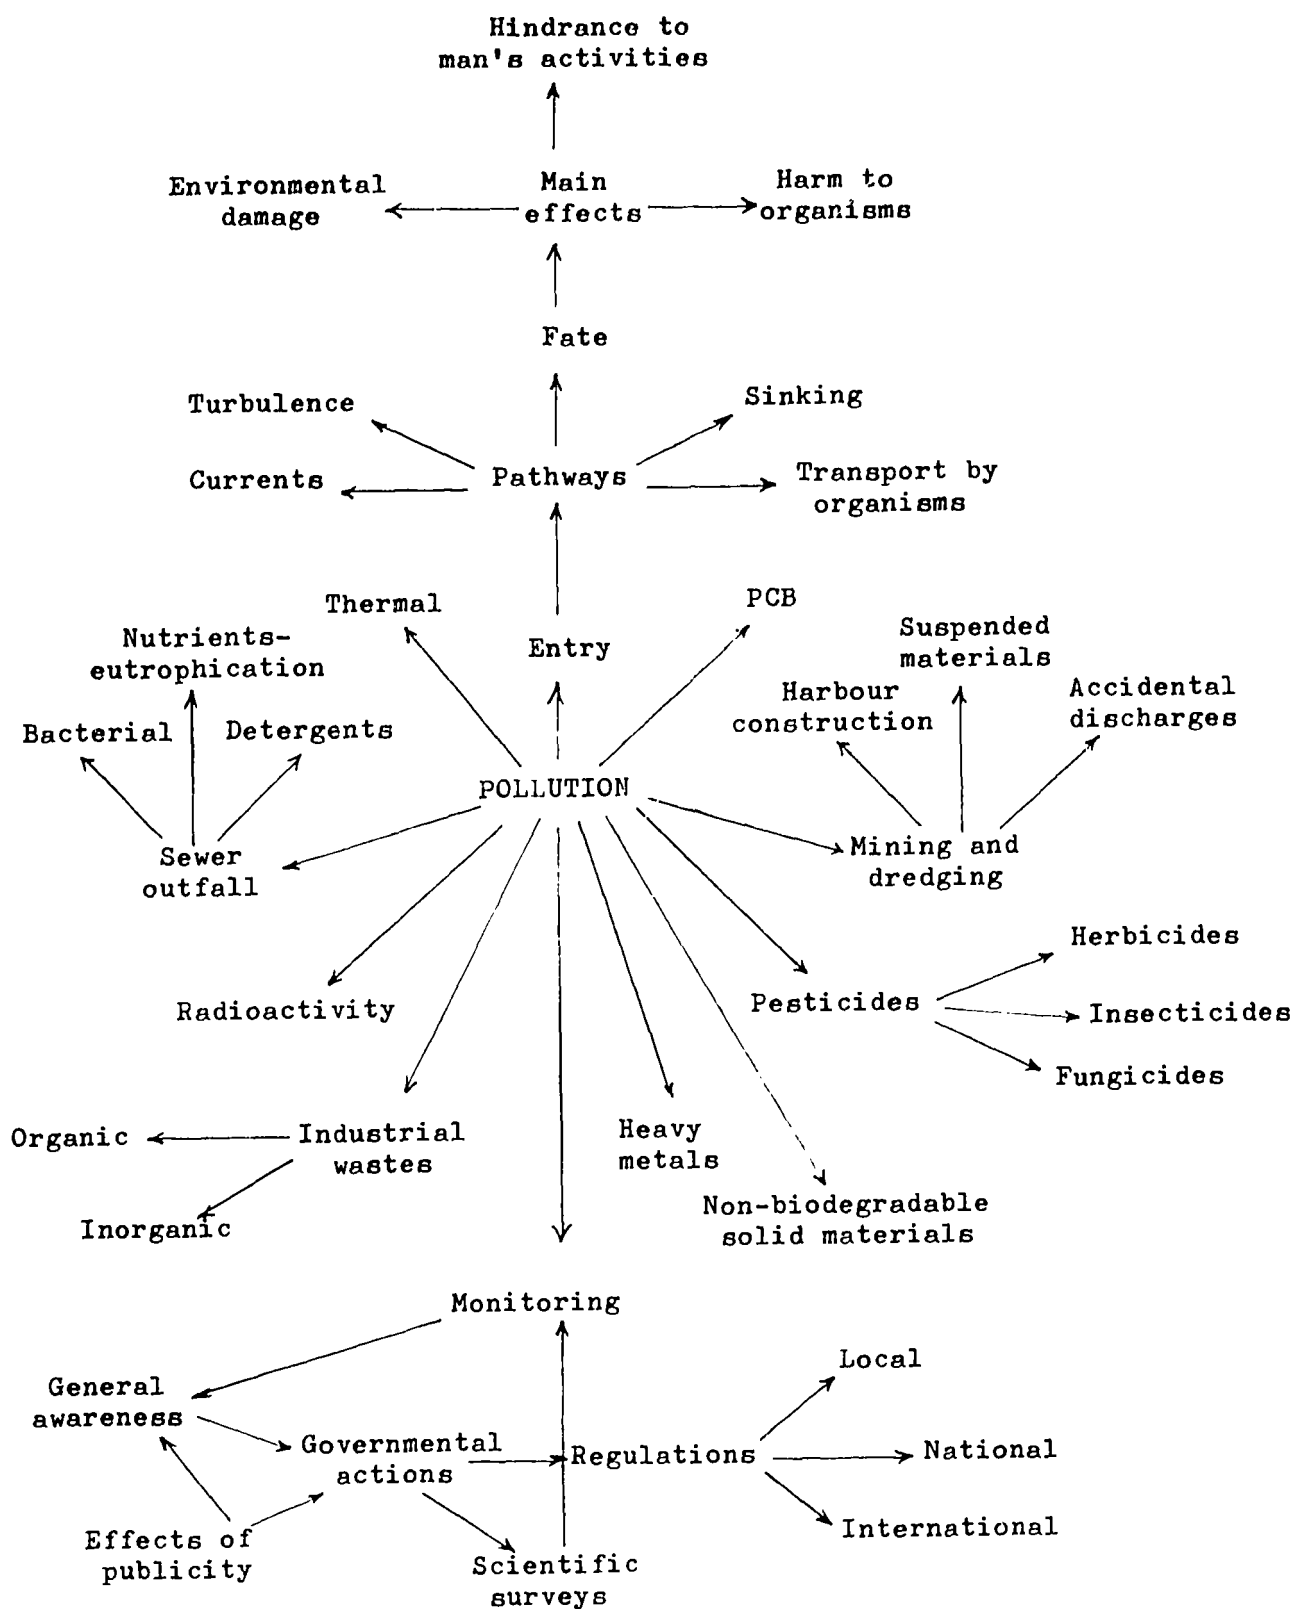 Hindrance to
man's activities
Environmental
damage
Main
effects
Harm to
organisms
Fate
Turbulence
Sinking
Currents
Pathways
Transport by
organisms
Thermal
PCB
Nutrients-
eutrophication
Entry
Suspended
materials
Bacterial
Detergents
Harbour
construction
Accidental
discharges
POLLUTION
Sewer
outfall
Mining and
dredging
Radioactivity
Pesticides
Herbicides
Insecticides
Fungicides
Organic
Industrial
wastes
Heavy
metals
Inorganic
Non-biodegradable
solid materials
Monitoring
General
awareness
Local
Governmental
actions
Regulations
National
Effects of
publicity
Scientific
surveys
International